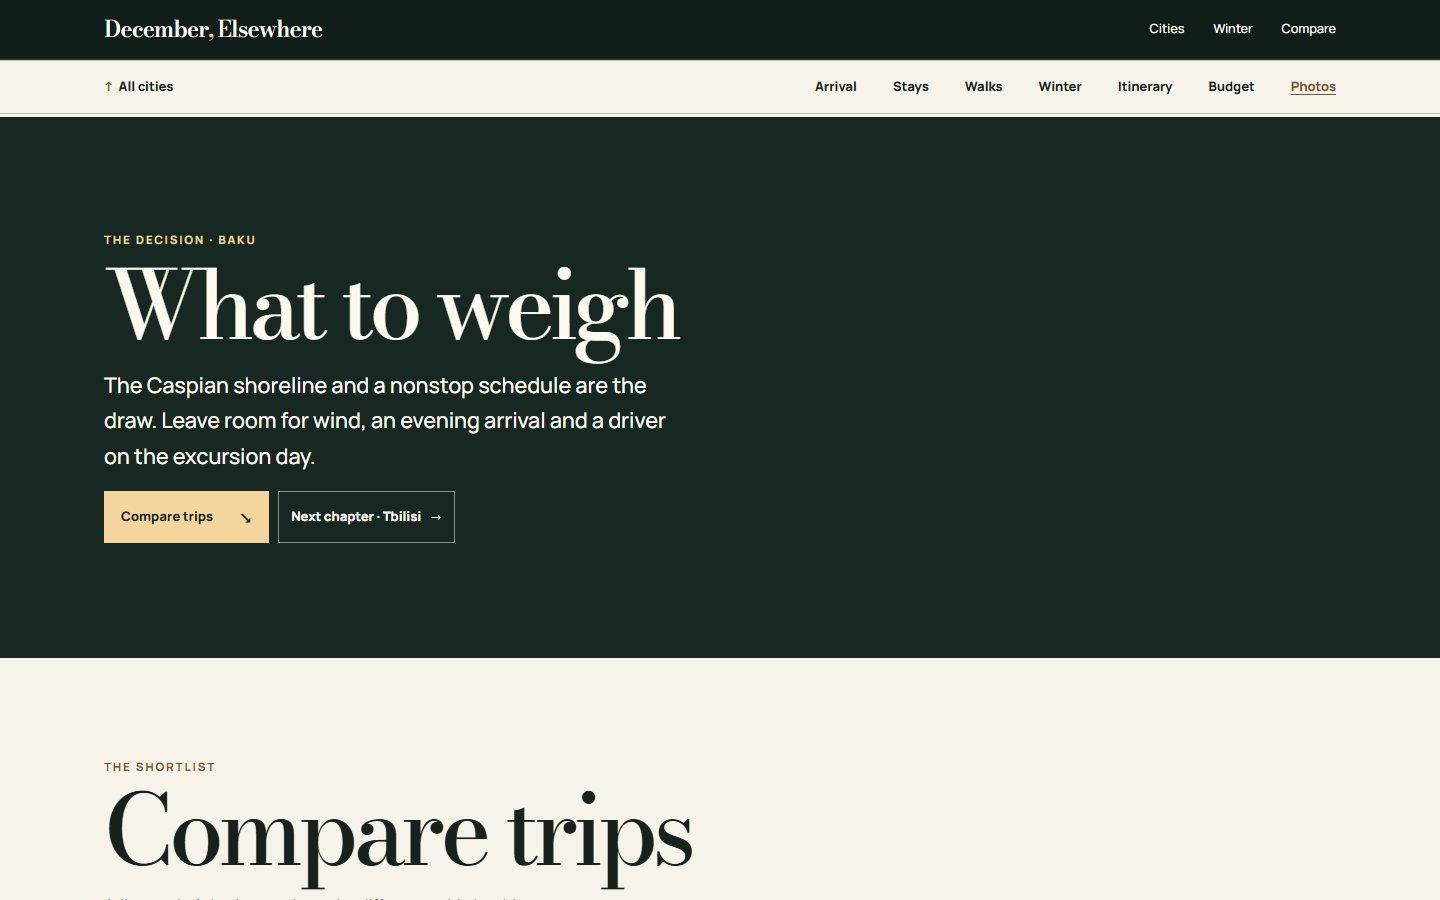 December, Elsewhere
Cities
Winter
Compare
↑ All cities
Arrival
Stays
Walks
Winter
Itinerary
Budget
Photos
THE DECISION · BAKU
What to weigh
The Caspian shoreline and a nonstop schedule are the
draw. Leave room for wind, an evening arrival and a driver
on the excursion day.
Compare trips ↘
Next chapter · Tbilisi →
THE SHORTLIST
Compare trips